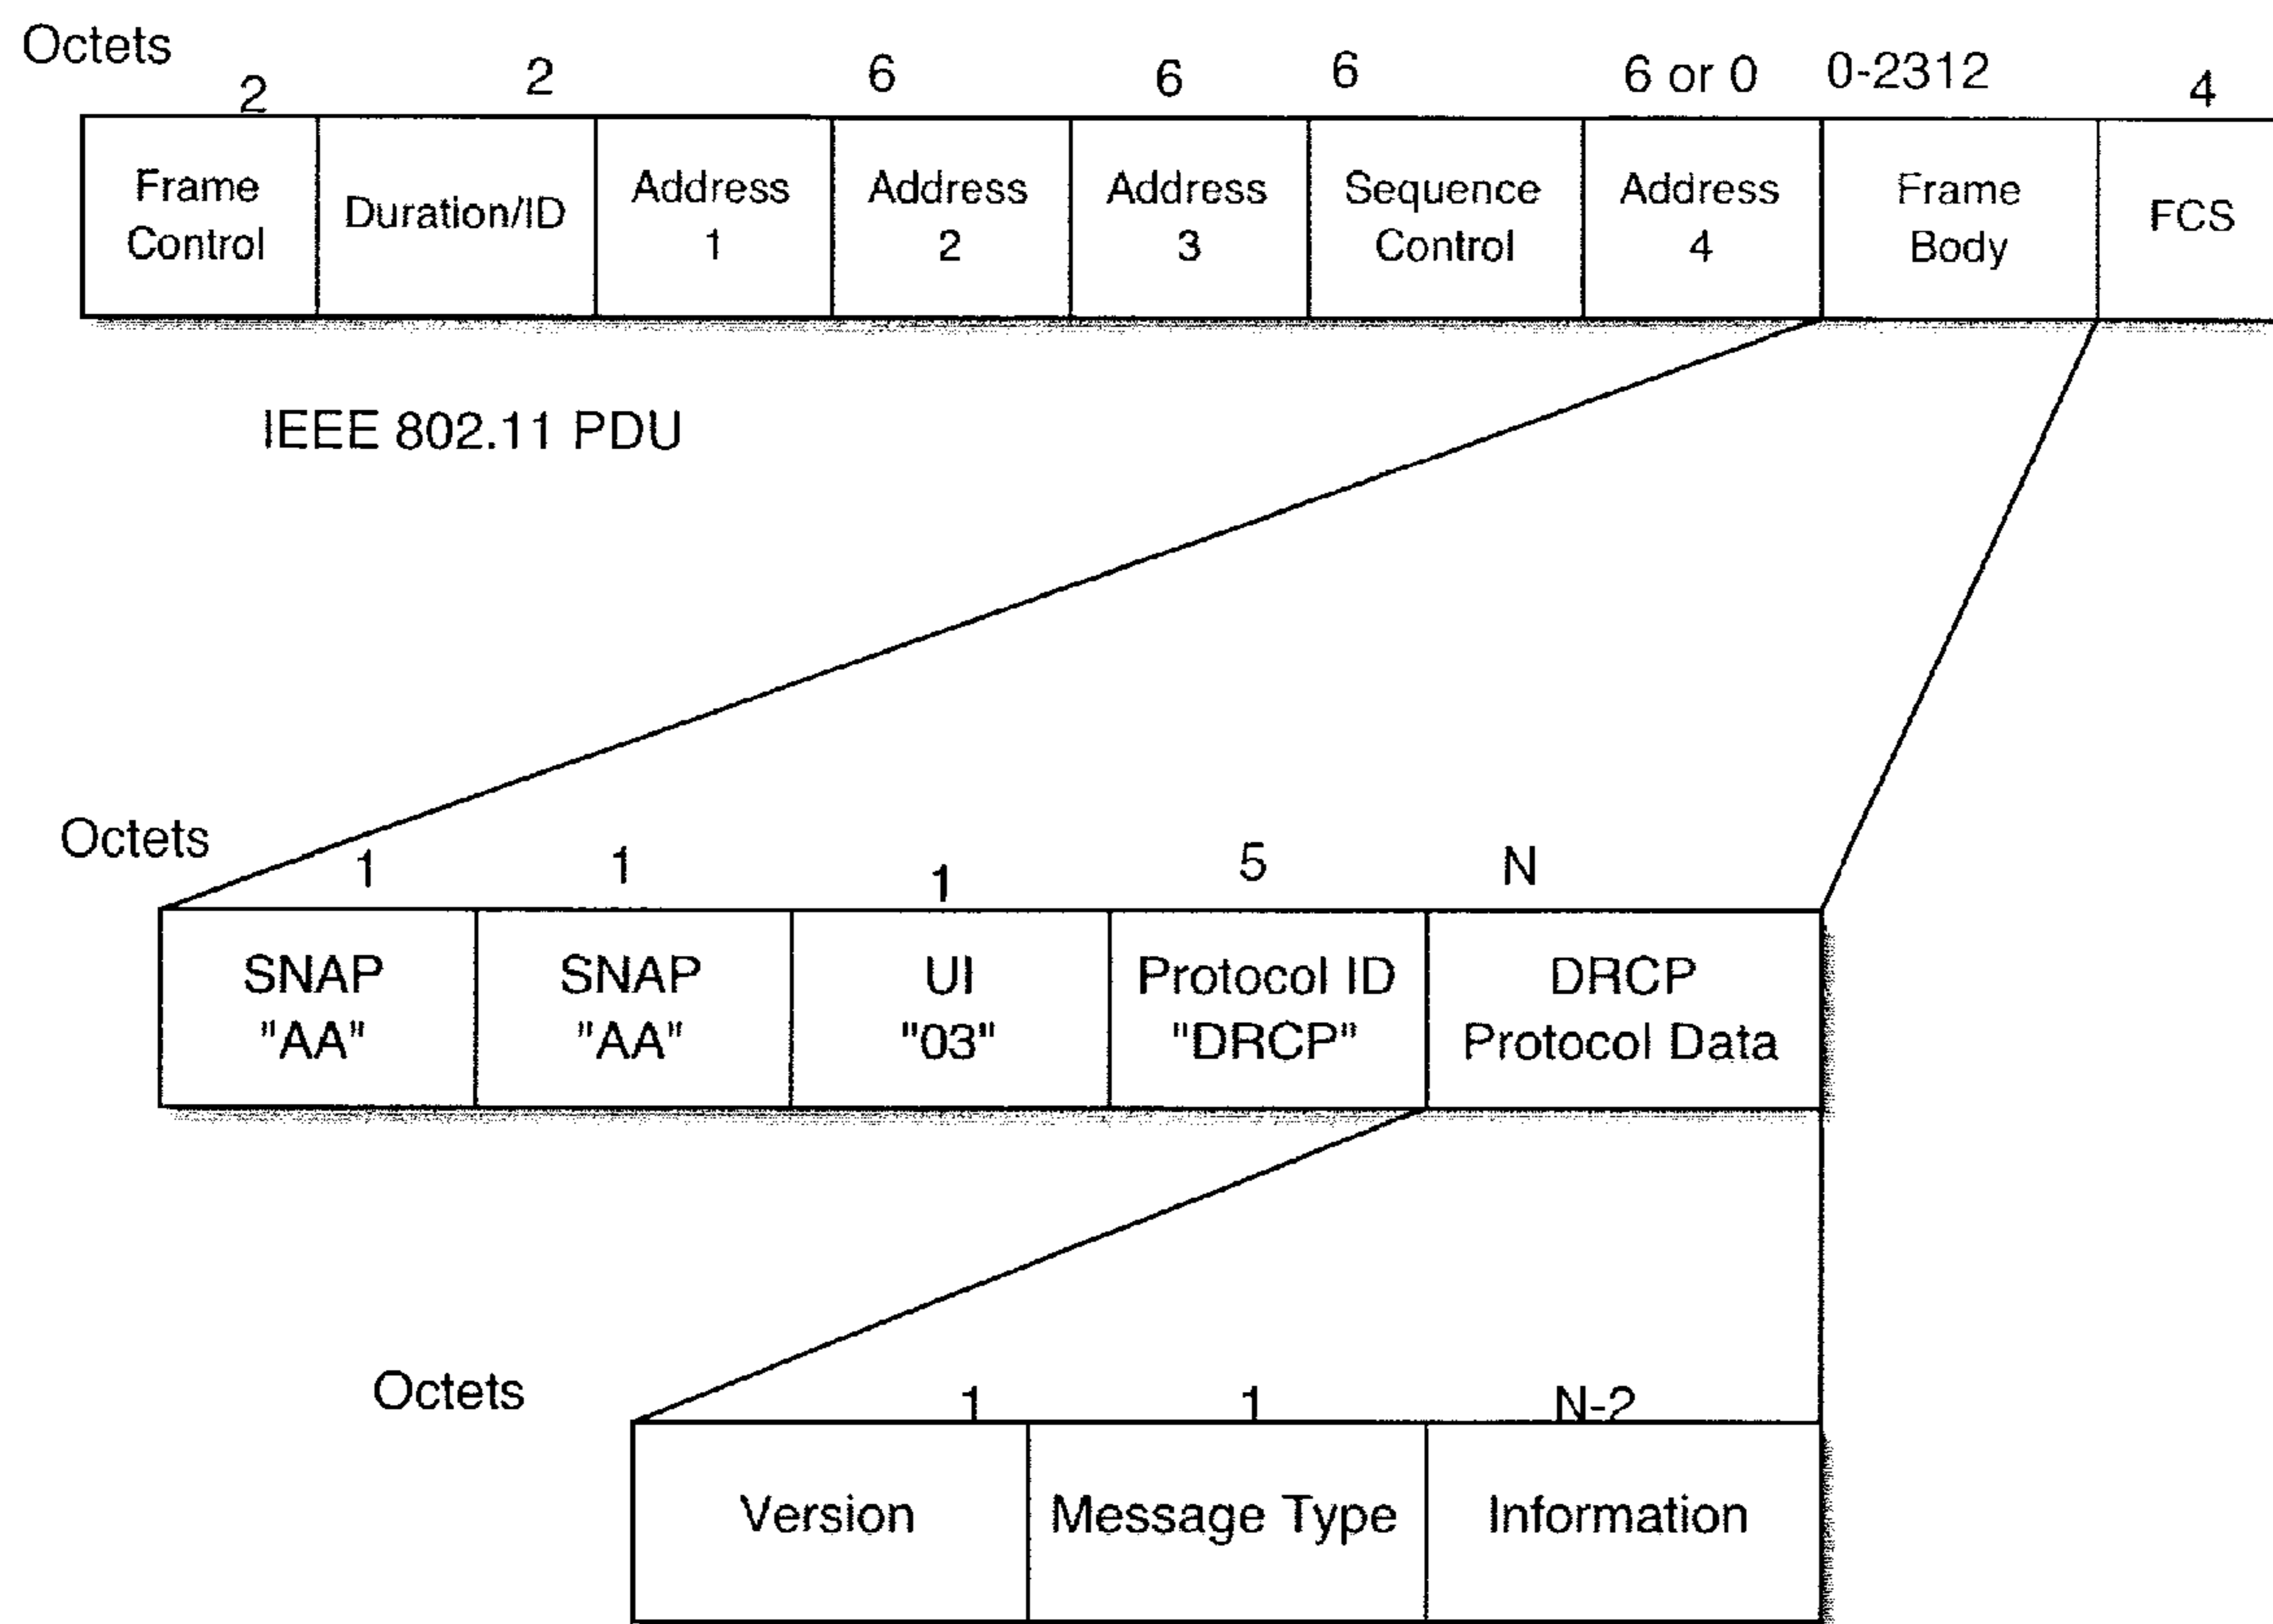 Octets
2 2 6 6 6 6 or 0 0-2312 4
Frame Control
Duration/ID
Address 1
Address 2
Address 3
Sequence Control
Address 4
Frame Body
FCS
IEEE 802.11 PDU
Octets
1 1 1 5 N
SNAP "AA"
SNAP "AA"
UI "03"
Protocol ID "DRCP"
DRCP Protocol Data
Octets
1 1 N-2
Version
Message Type
Information